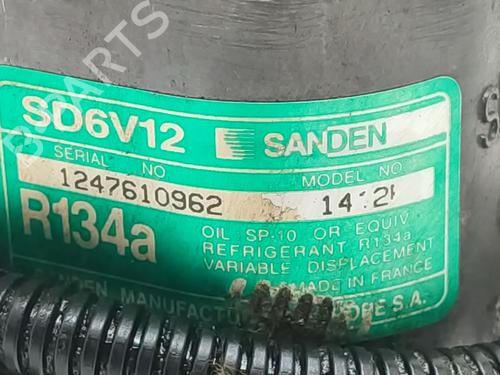 SD6V12 SANDEN
SERIAL NO MODEL NO.
1247610962
R134a
OIL SP-10 OR EQUIV.
REFRIGERANT R134a
VARIABLE DISPLACEMENT
MADE IN FRANCE
S.A.
PARTS